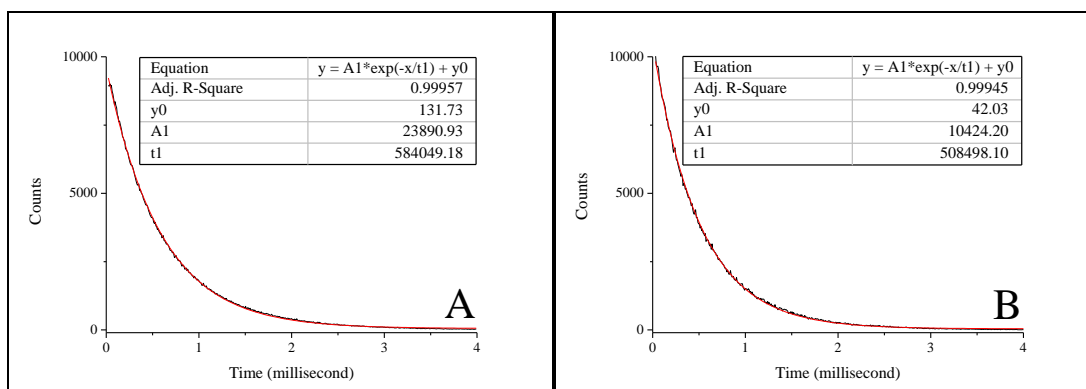 10000
5000
0
Counts
Equation y = A1*exp(-x/t1) + y0
Adj. R-Square 0.99957
y0 131.73
A1 23890.93
t1 584049.18
A
0 1 2 3 4
Time (millisecond)
10000
5000
0
Counts
Equation y = A1*exp(-x/t1) + y0
Adj. R-Square 0.99945
y0 42.03
A1 10424.20
t1 508498.10
B
0 1 2 3 4
Time (millisecond)